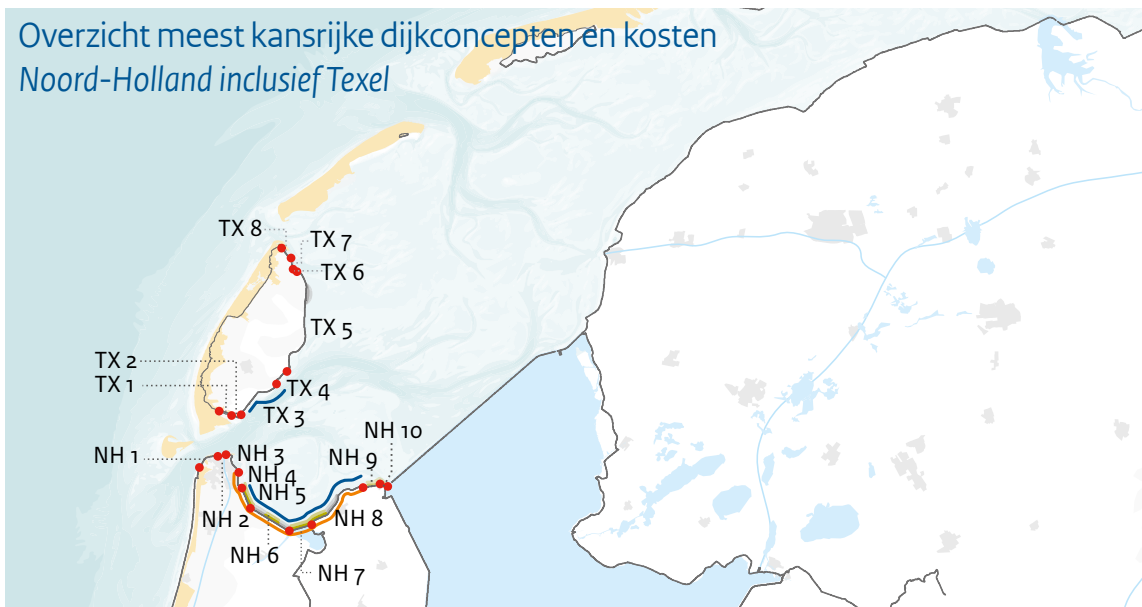 Overzicht meest kansrijke dijkconcepten en kosten
Noord-Holland inclusief Texel
TX 8
TX 7
TX 6
TX 5
TX 2
TX 1
TX 4
TX 3
NH 10
NH 1
NH 3
NH 9
NH 4
NH 5
NH 2
NH 8
NH 6
NH 7